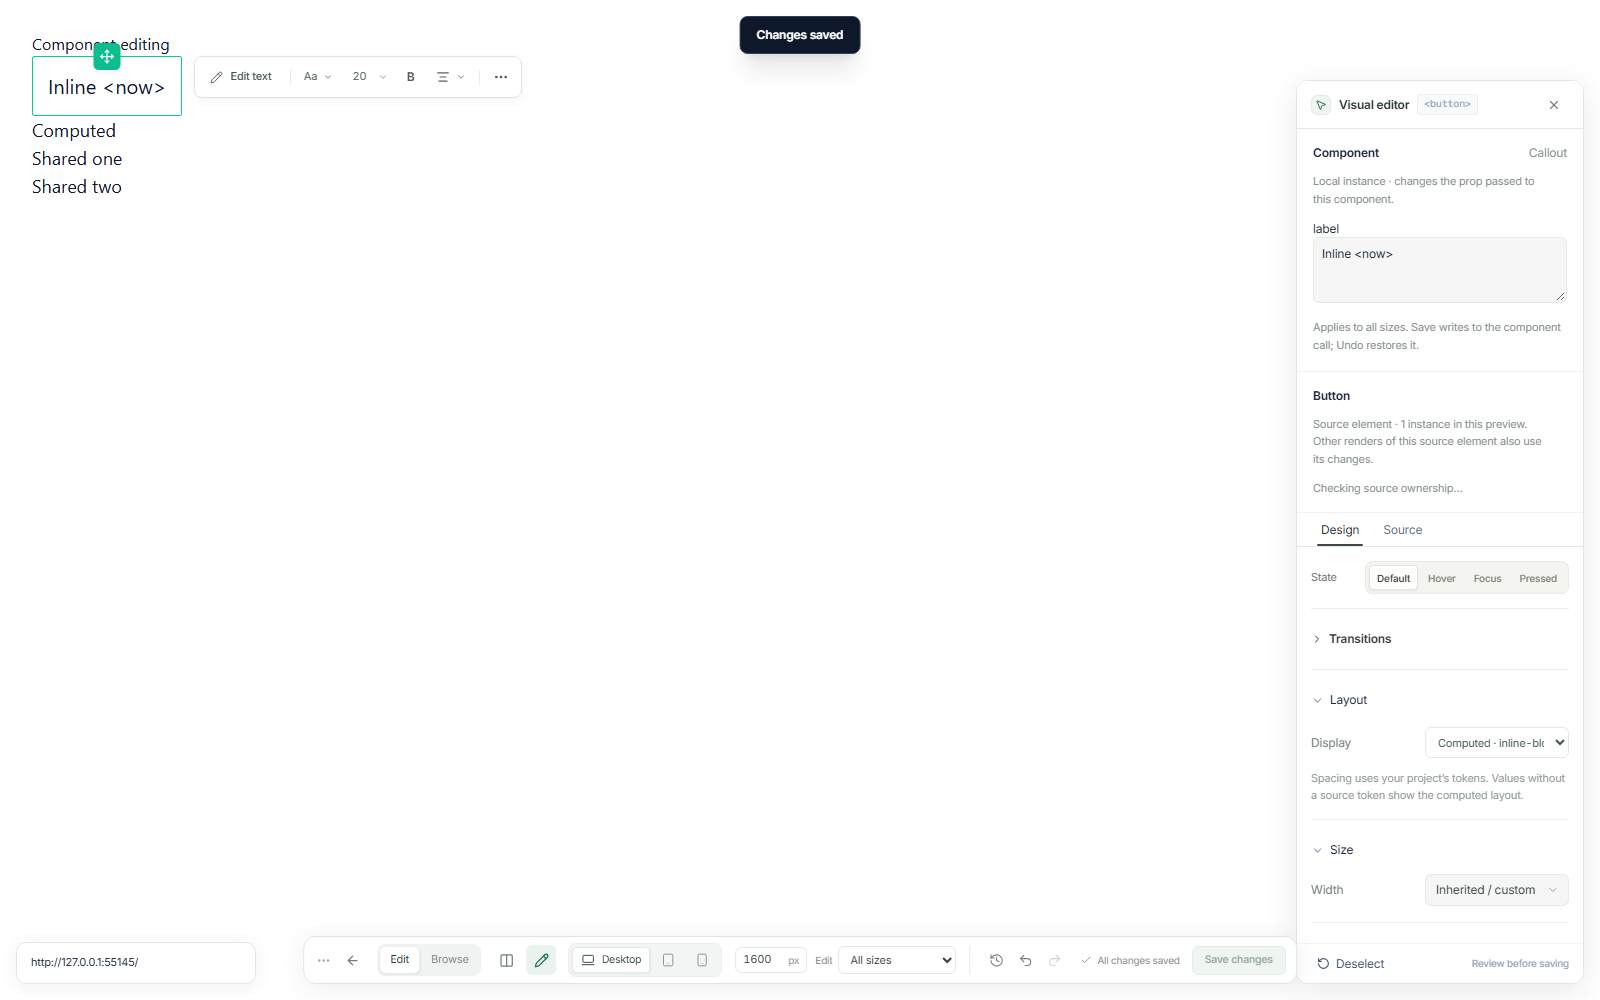 Changes saved
Component editing
Inline <now>
Edit text
Aa
20
B
Computed
Shared one
Shared two
Visual editor
<button>
Component
Callout
Local instance · changes the prop passed to
this component.
label
Inline <now>
Applies to all sizes. Save writes to the component
call; Undo restores it.
Button
Source element · 1 instance in this preview.
Other renders of this source element also use
its changes.
Checking source ownership...
Design
Source
State
Default
Hover
Focus
Pressed
Transitions
Layout
Display
Computed · inline-blo
Spacing uses your project's tokens. Values without
a source token show the computed layout.
Size
Width
Inherited / custom
Deselect
Review before saving
http://127.0.0.1:55145/
Edit
Browse
Desktop
1600
px
Edit
All sizes
All changes saved
Save changes